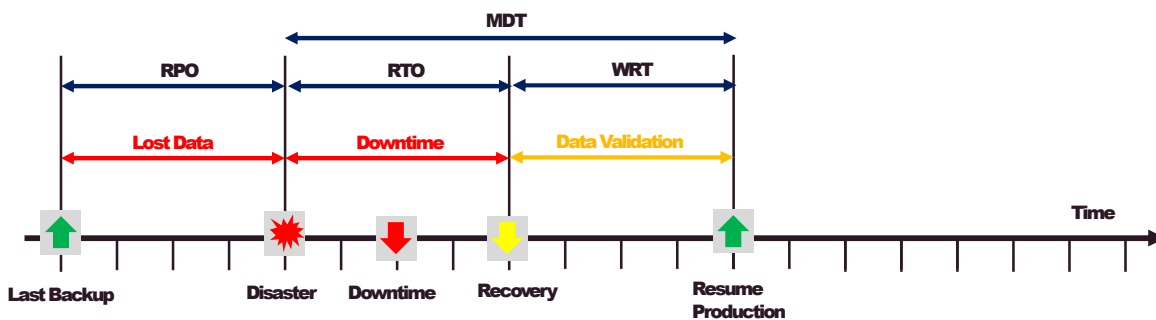 MDT
RPO
RTO
WRT
Lost Data
Downtime
Data Validation
Time
Last Backup
Disaster
Downtime
Recovery
Resume
Production